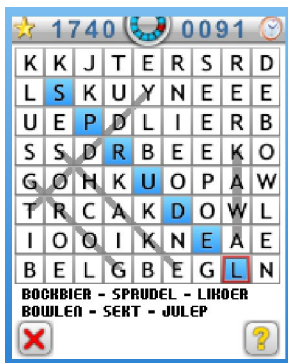 1740 0091
K K J T E R S R D
L S K U Y N E E E
U E P D L I E R B
S S D R B E E K O
G O H K U O P A W
T R C A K D O W L
I O O I K N E A E
B E L G B E G L N
BOCKBIER - SPRUDEL - LIKOER
BOWLEN - SEKT - JULEP
?